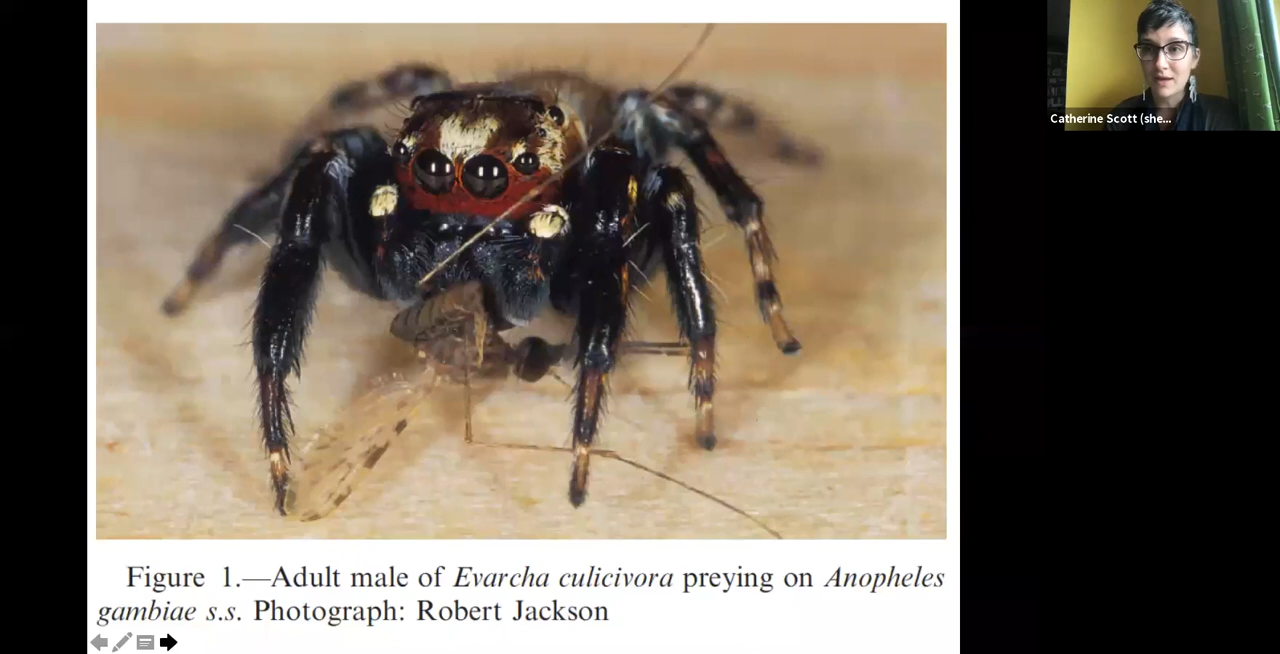 Catherine Scott (she...
Figure 1.—Adult male of Evarcha culicivora preying on Anopheles
gambiae s.s. Photograph: Robert Jackson